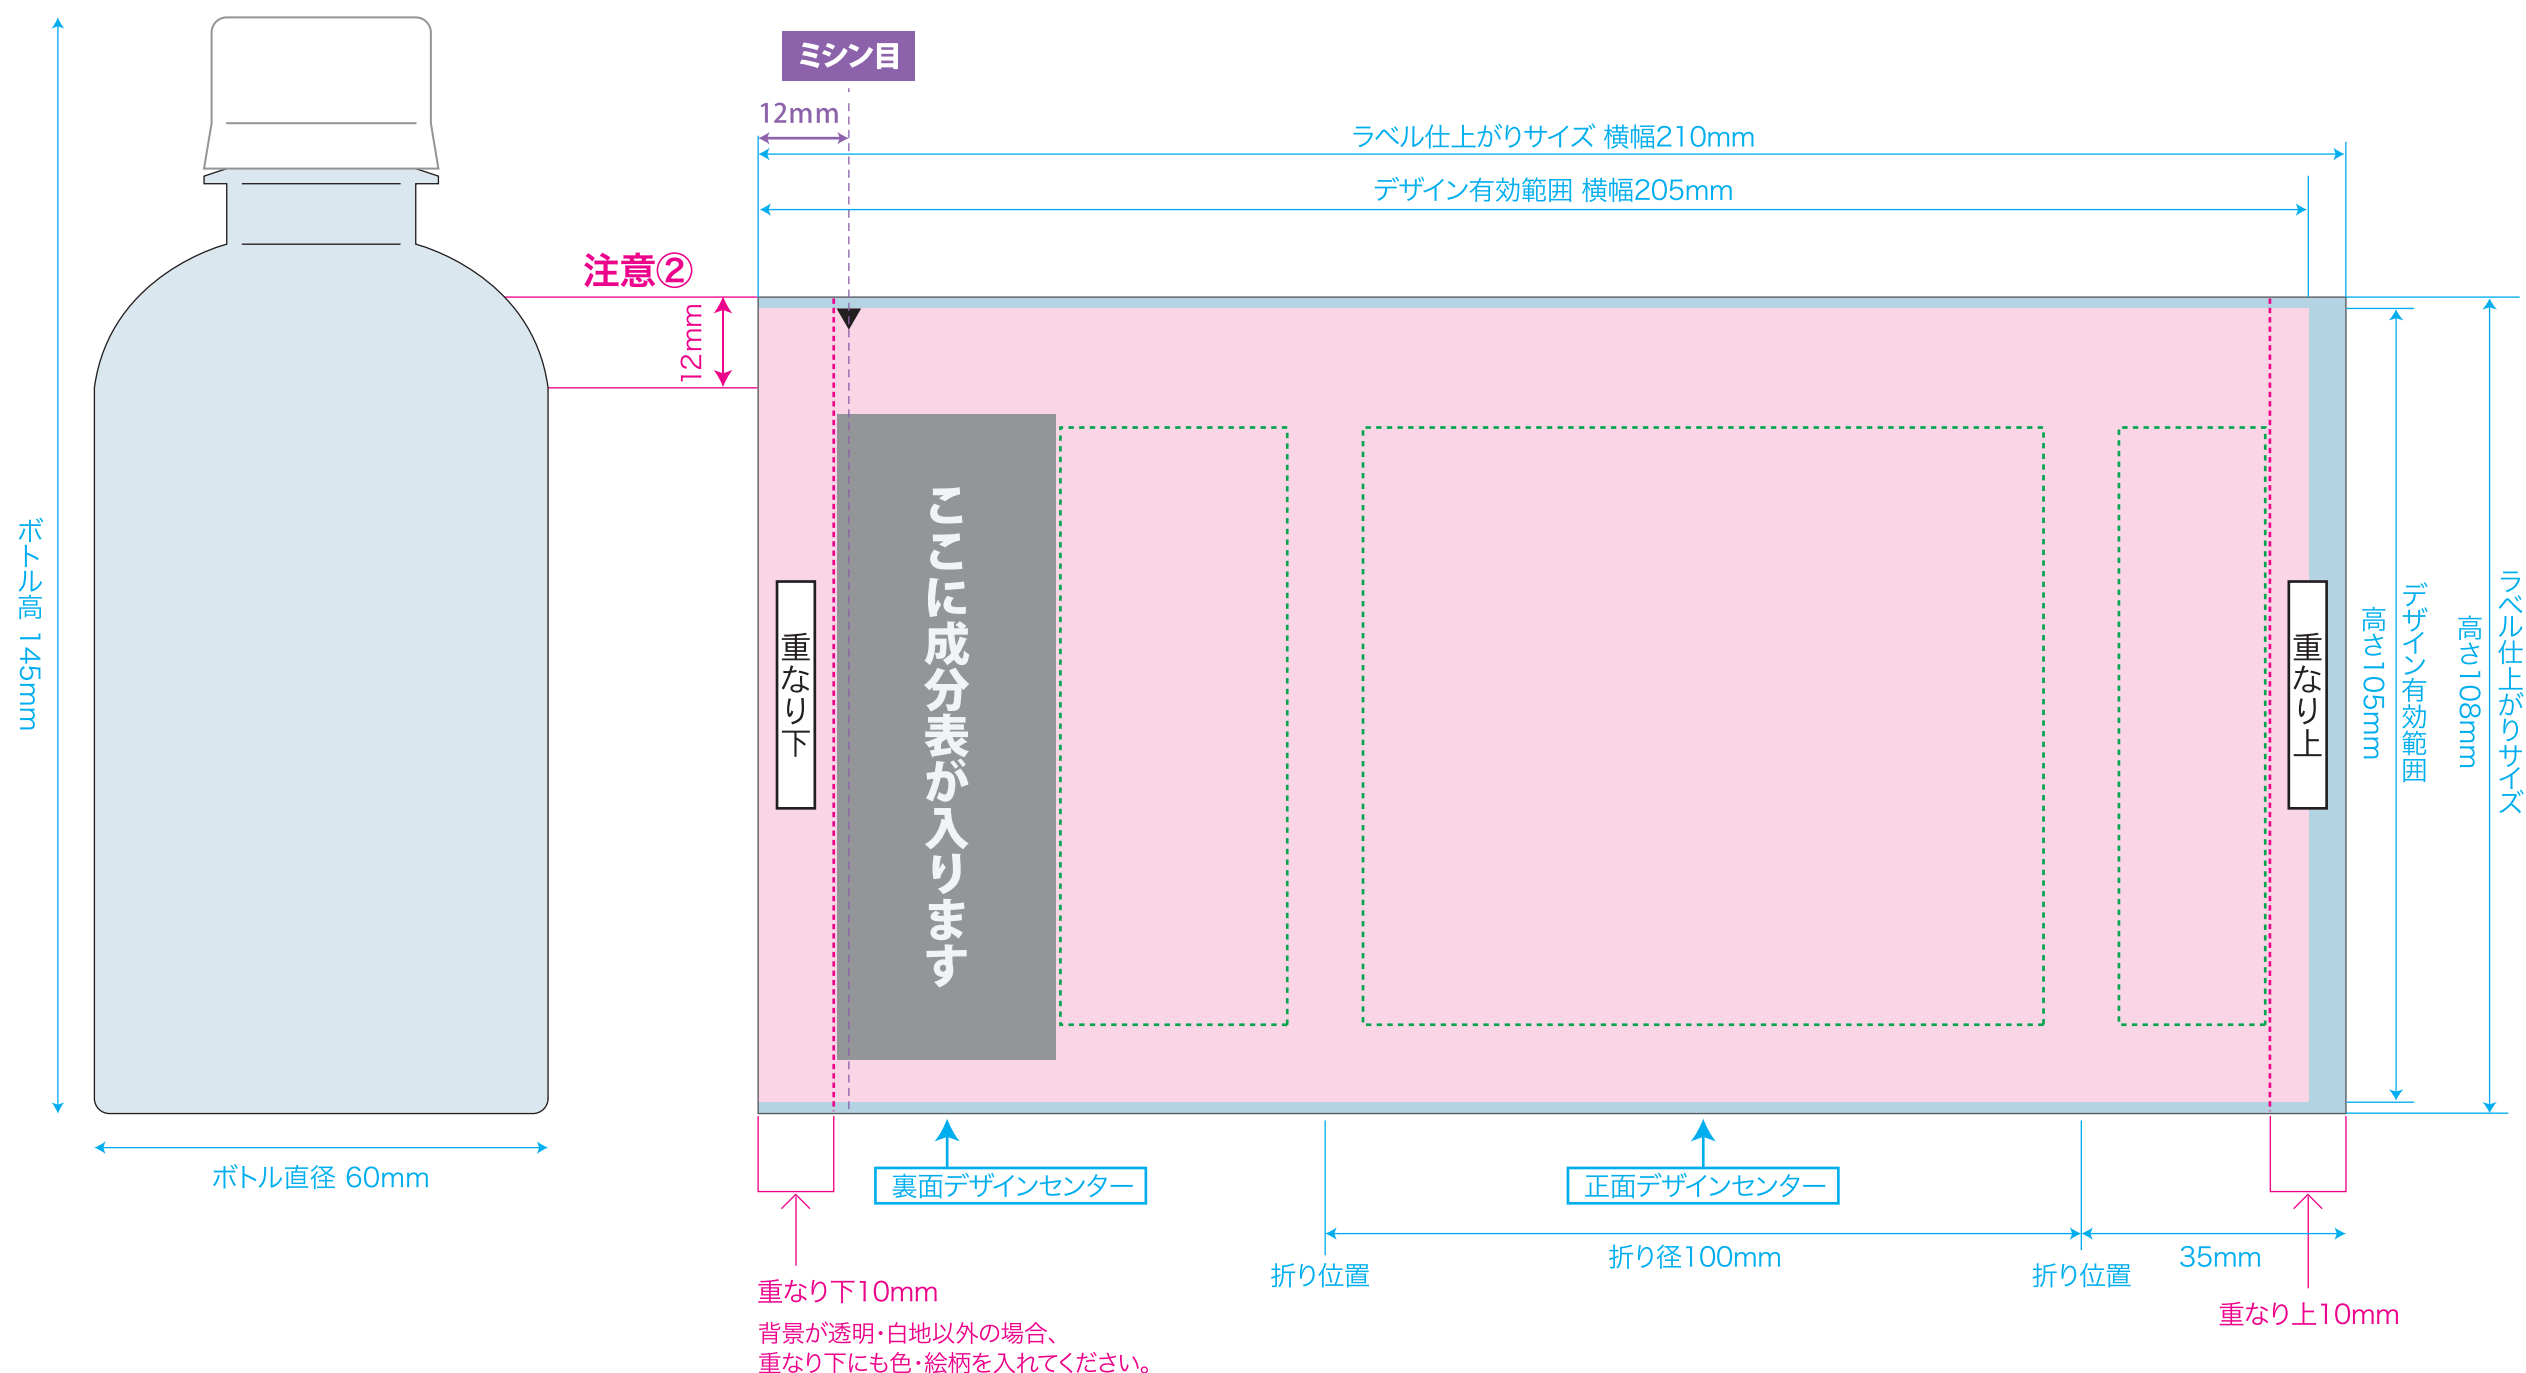 ミシン目
12mm
ラベル仕上がりサイズ 横幅210mm
デザイン有効範囲 横幅205mm
注意②
12mm
ボトル高 145mm
ボトル直径 60mm
重なり下
ここに成分表が入ります
重なり上
デザイン有効範囲
高さ105mm
ラベル仕上がりサイズ
高さ108mm
裏面デザインセンター
正面デザインセンター
折り位置
折り径100mm
折り位置
35mm
重なり下10mm
背景が透明・白地以外の場合、
重なり下にも色・絵柄を入れてください。
重なり上10mm